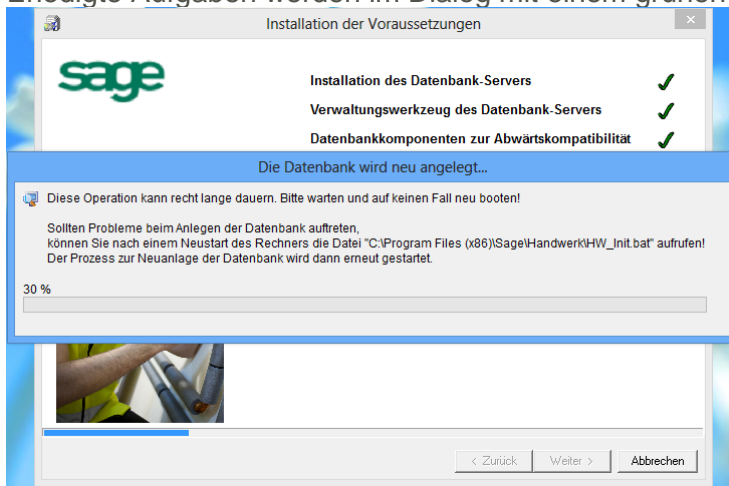 Erledigte Aufgaben werden im Dialog mit einem grünen
Installation der Voraussetzungen
sage
Installation des Datenbank-Servers
Verwaltungswerkzeug des Datenbank-Servers
Datenbankkomponenten zur Abwärtskompatibilität
Die Datenbank wird neu angelegt...
Diese Operation kann recht lange dauern. Bitte warten und auf keinen Fall neu booten!
Sollten Probleme beim Anlegen der Datenbank auftreten,
können Sie nach einem Neustart des Rechners die Datei "C:\Program Files (x86)\Sage\Handwerk\HW_Init.bat" aufrufen!
Der Prozess zur Neuanlage der Datenbank wird dann erneut gestartet.
30 %
< Zurück
Weiter >
Abbrechen